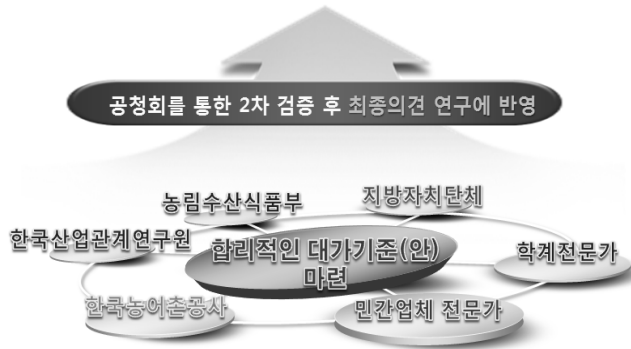 공청회를 통한 2차 검증 후 최종의견 연구에 반영
농림수산식품부
지방자치단체
한국산업관계연구원
합리적인 대가기준(안)
마련
학계전문가
한국농어촌공사
민간업체 전문가